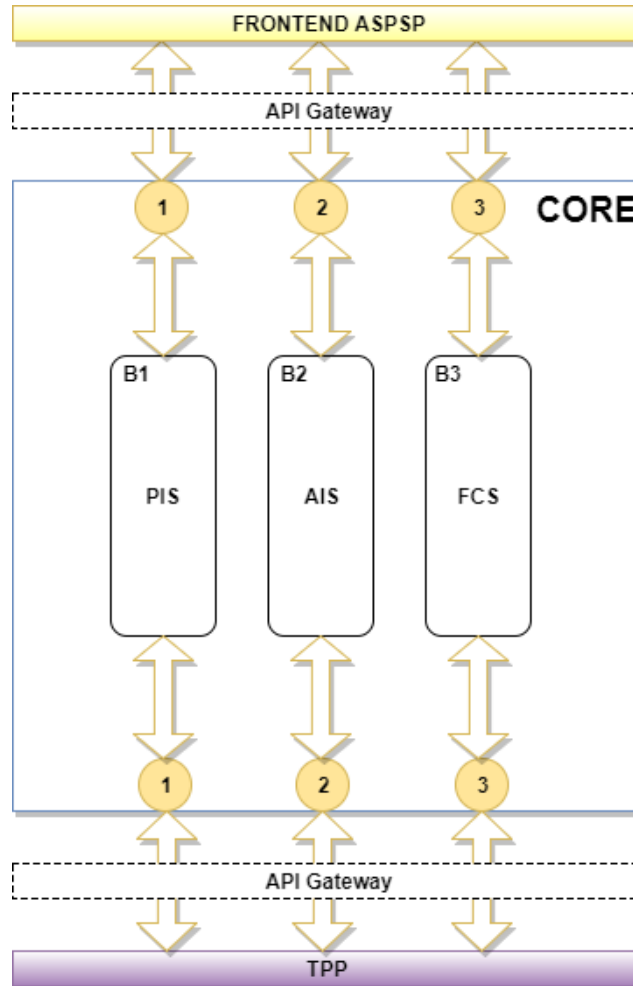 FRONTEND ASPSP
API Gateway
1 2 3
CORE
B1 B2 B3
PIS AIS FCS
1 2 3
API Gateway
TPP